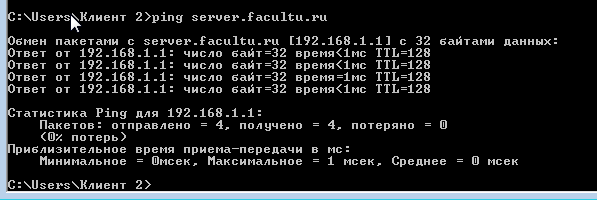 C:\Users\Клиент 2>ping server.facultu.ru
Обмен пакетами с server.facultu.ru [192.168.1.1] с 32 байтами данных:
Ответ от 192.168.1.1: число байт=32 время<1мс TTL=128
Ответ от 192.168.1.1: число байт=32 время<1мс TTL=128
Ответ от 192.168.1.1: число байт=32 время=1мс TTL=128
Ответ от 192.168.1.1: число байт=32 время<1мс TTL=128
Статистика Ping для 192.168.1.1:
Пакетов: отправлено = 4, получено = 4, потеряно = 0
(0% потерь)
Приблизительное время приема-передачи в мс:
Минимальное = 0мсек, Максимальное = 1 мсек, Среднее = 0 мсек
C:\Users\Клиент 2>